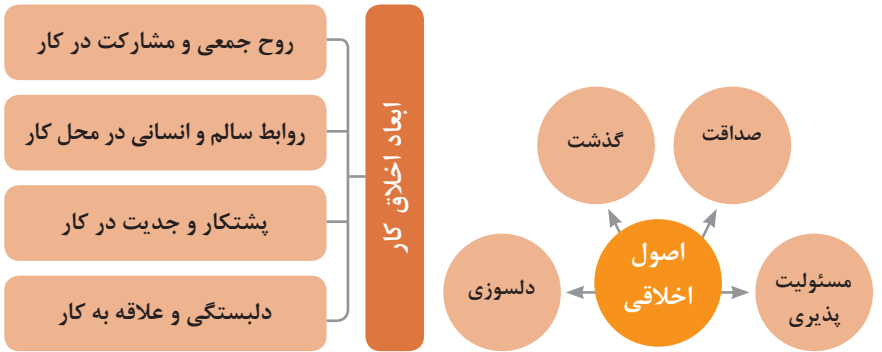 صداقت
گذشت
اصول
اخلاقی
مسئولیت
پذیری
دلسوزی
ابعاد اخلاق کار
روح جمعی و مشارکت در کار
روابط سالم و انسانی در محل کار
پشتکار و جدیت در کار
دلبستگی و علاقه به کار